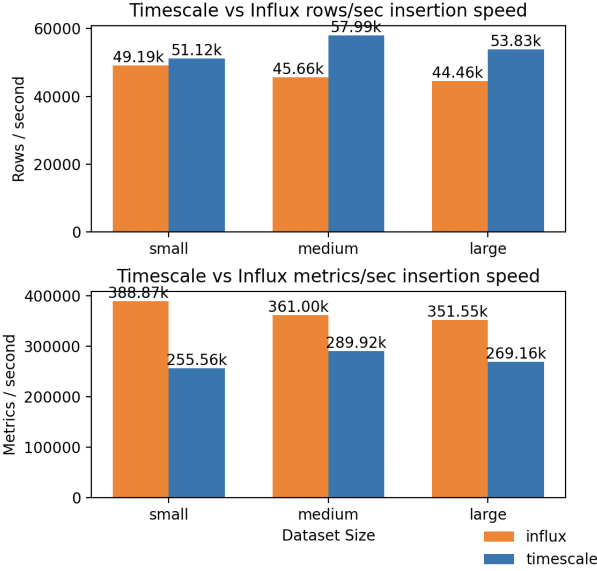 Timescale vs Influx rows/sec insertion speed
Rows / second
60000
40000
20000
0
49.19k 51.12k 45.66k 57.99k 44.46k 53.83k
small medium large
Timescale vs Influx metrics/sec insertion speed
Metrics / second
400000
300000
200000
100000
0
388.87k 255.56k 361.00k 289.92k 351.55k 269.16k
small medium large
Dataset Size
influx
timescale